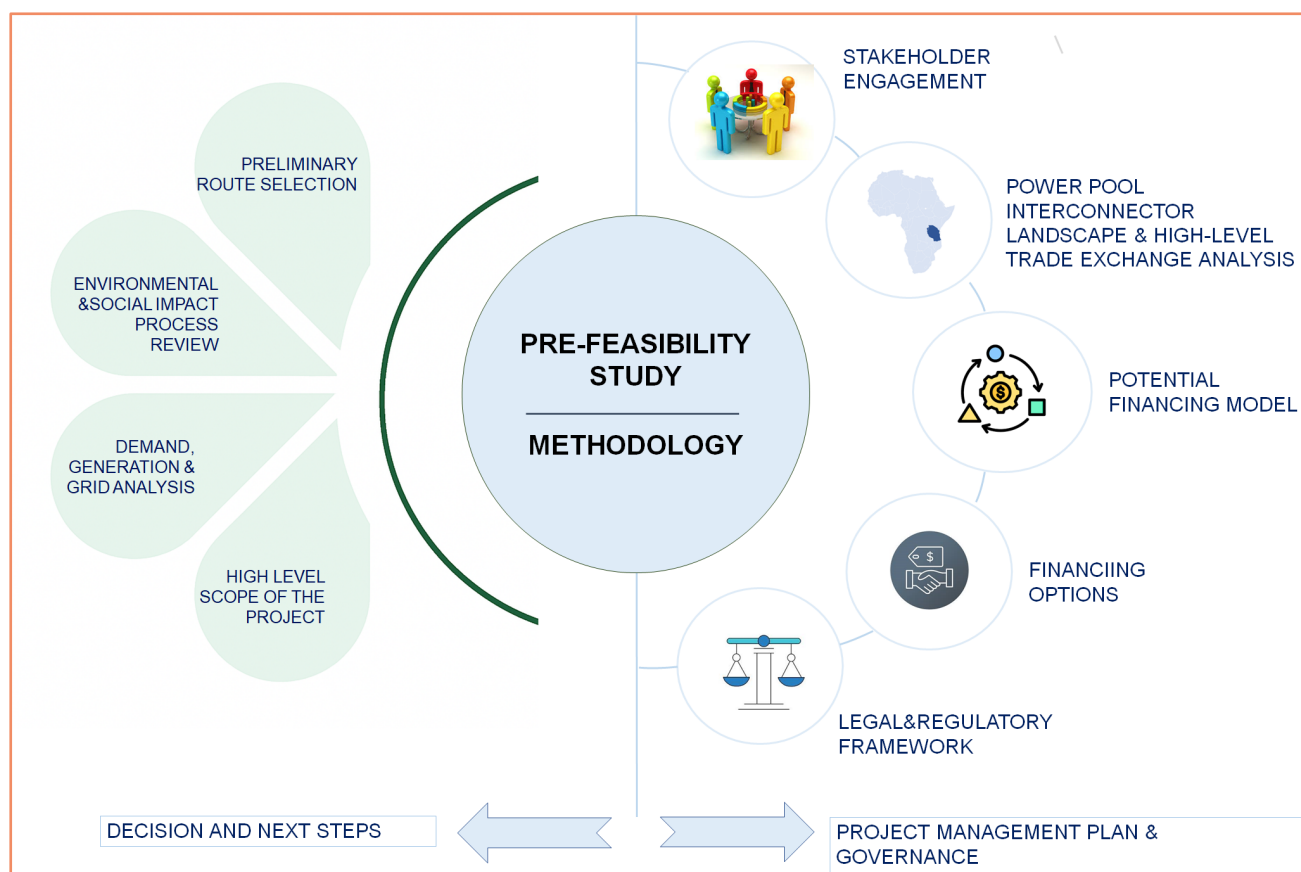 PRELIMINARY
ROUTE SELECTION
ENVIRONMENTAL
&SOCIAL IMPACT
PROCESS
REVIEW
DEMAND,
GENERATION &
GRID ANALYSIS
HIGH LEVEL
SCOPE OF THE
PROJECT
PRE-FEASIBILITY
STUDY
METHODOLOGY
STAKEHOLDER
ENGAGEMENT
POWER POOL
INTERCONNECTOR
LANDSCAPE & HIGH-LEVEL
TRADE EXCHANGE ANALYSIS
$
POTENTIAL
FINANCING MODEL
$
FINANCIING
OPTIONS
LEGAL&REGULATORY
FRAMEWORK
DECISION AND NEXT STEPS
PROJECT MANAGEMENT PLAN &
GOVERNANCE